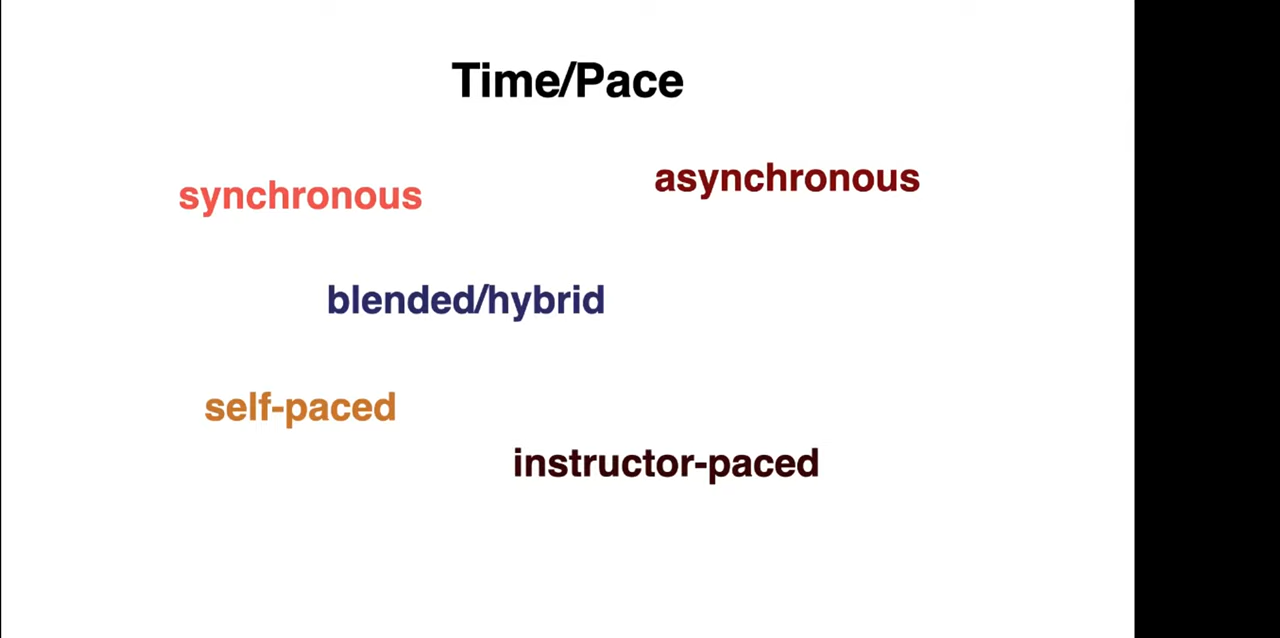 Time/Pace
synchronous
asynchronous
blended/hybrid
self-paced
instructor-paced